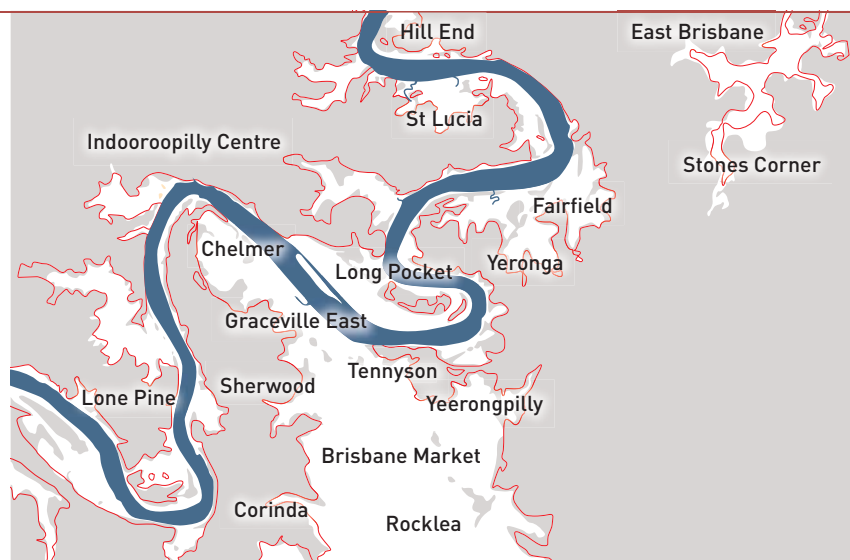 Hill End
East Brisbane
St Lucia
Indooroopilly Centre
Stones Corner
Fairfield
Chelmer
Yeronga
Long Pocket
Graceville East
Tennyson
Sherwood
Lone Pine
Yeerongpilly
Brisbane Market
Corinda
Rocklea